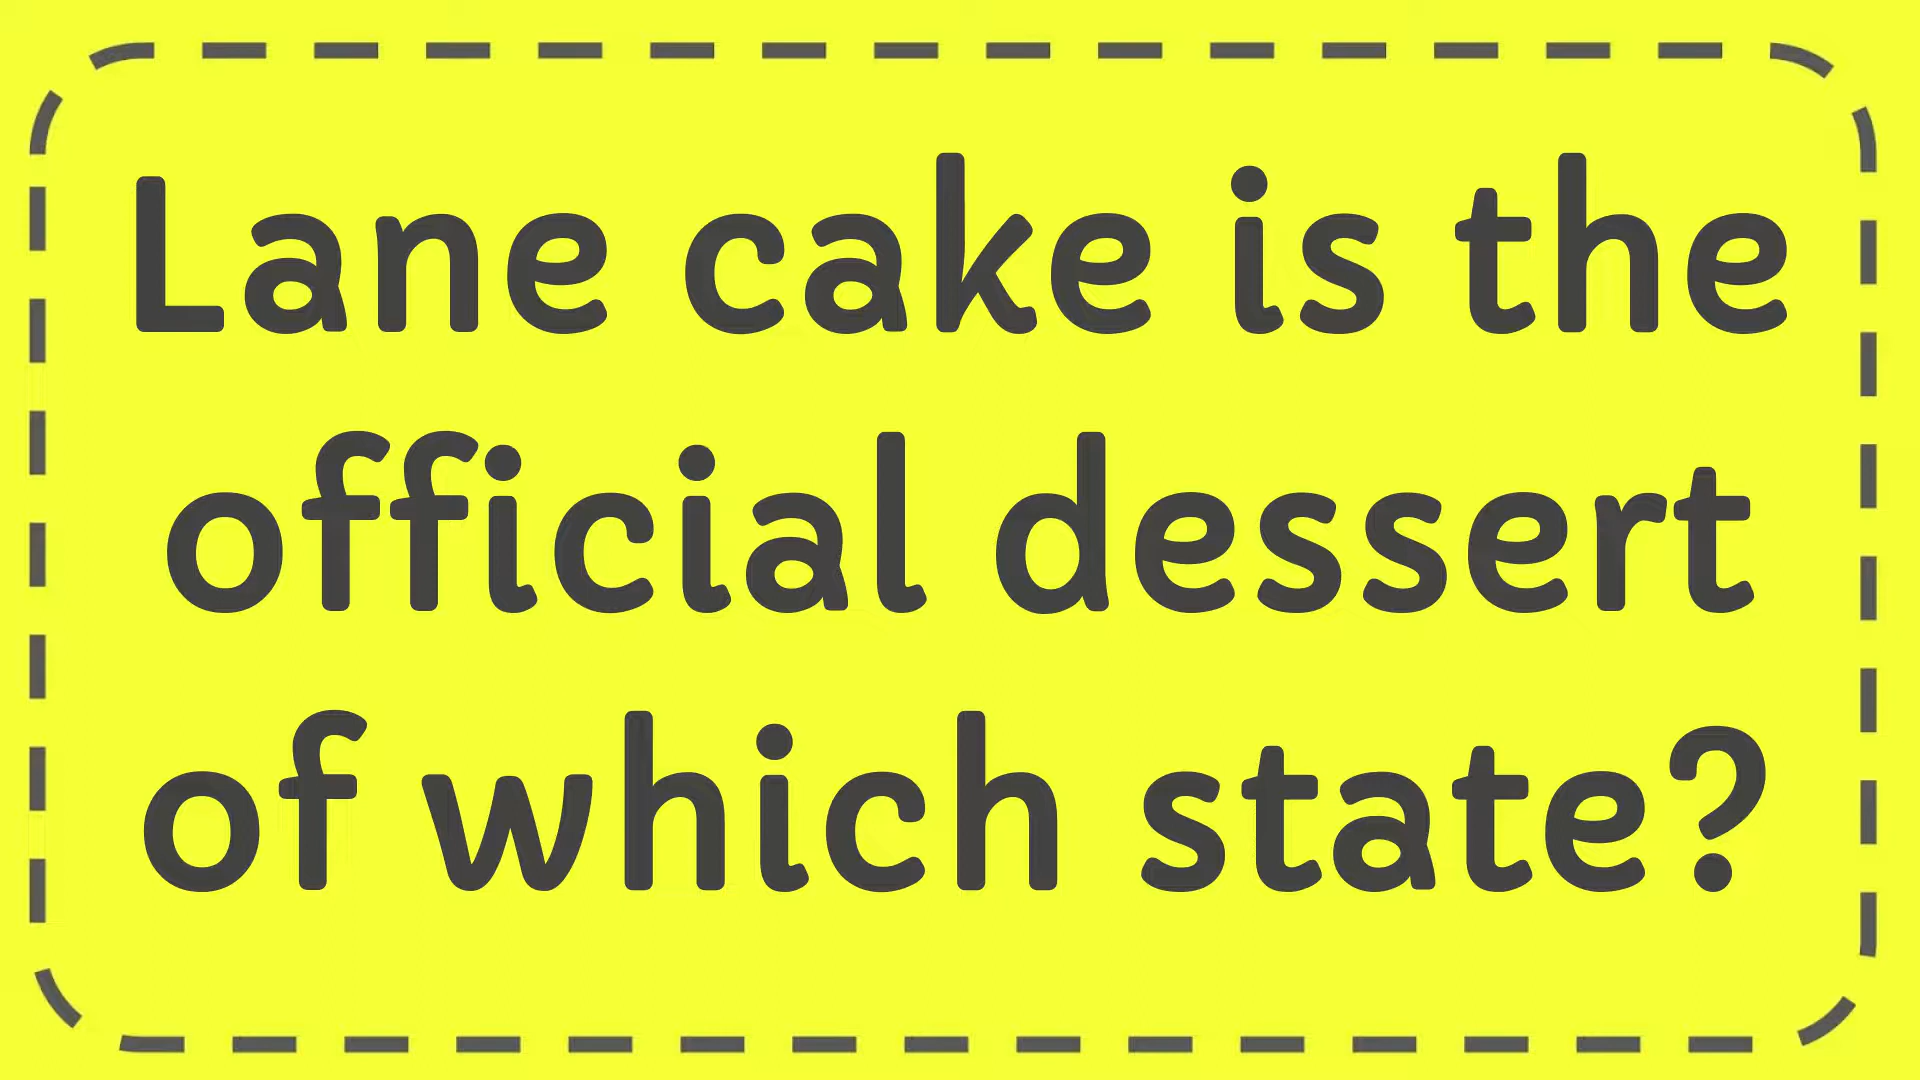 Lane cake is the
official dessert
of which state?